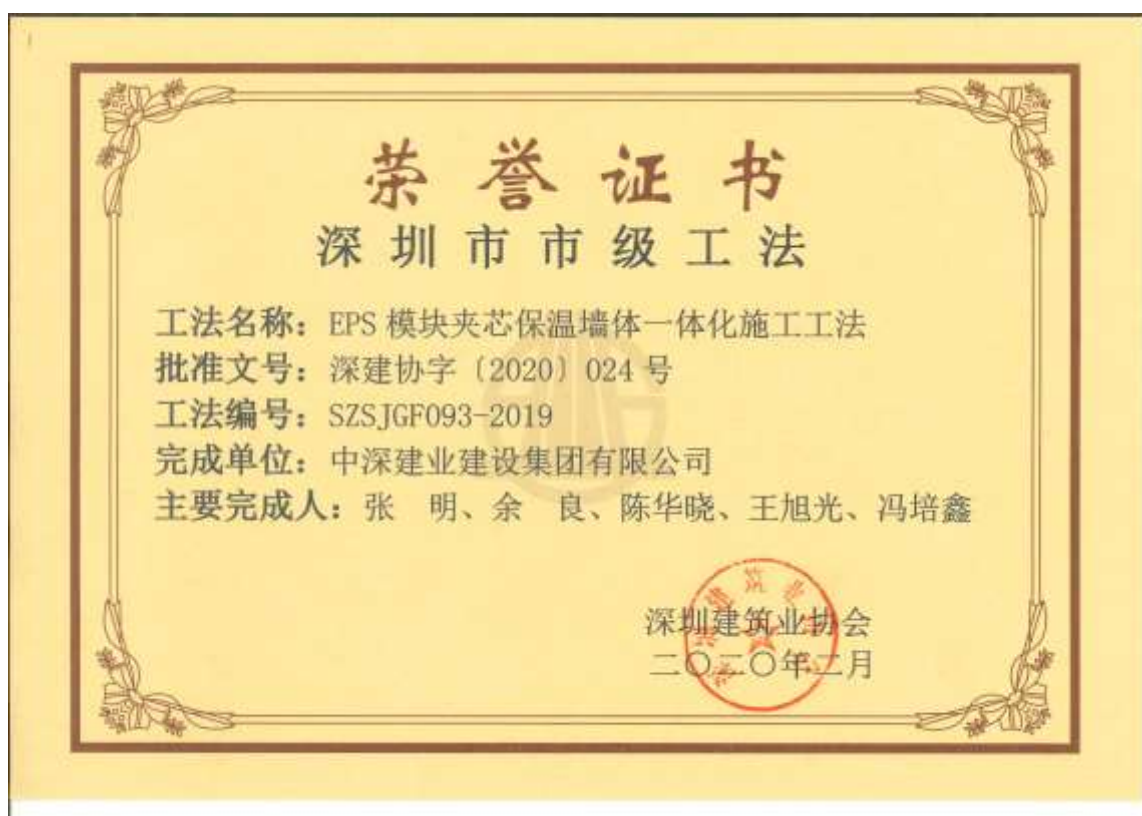 荣誉证书
深圳市市级工法
工法名称：EPS 模块夹芯保温墙体一体化施工工法
批准文号：深建协字〔2020〕024 号
工法编号：SZSJGF093-2019
完成单位：中深建业建设集团有限公司
主要完成人：张　明、余　良、陈华晓、王旭光、冯培鑫
深圳建筑业协会
二〇二〇年二月